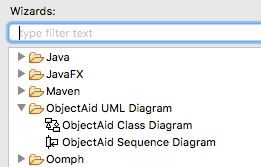 Wizards:
type filter text
Java
JavaFX
Maven
ObjectAid UML Diagram
ObjectAid Class Diagram
ObjectAid Sequence Diagram
Oomph